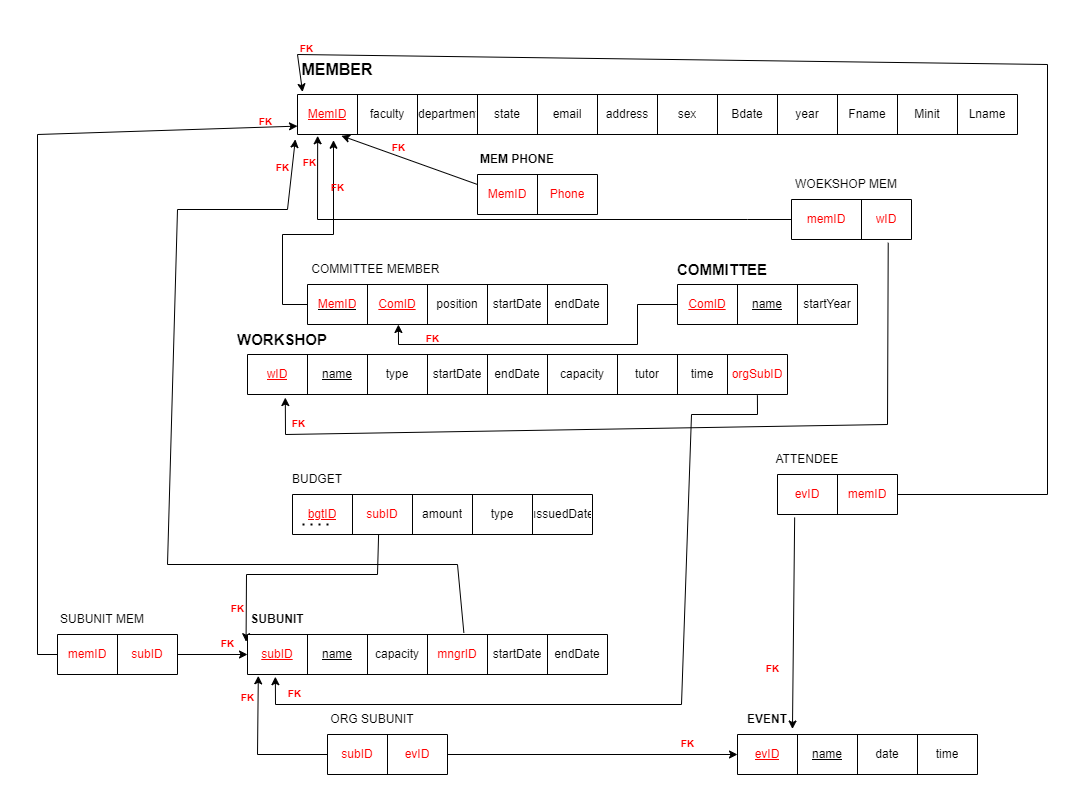 FK
MEMBER
MemID faculty department state email address sex Bdate year Fname Minit Lname
FK
FK
FK
FK
FK
MEM PHONE
MemID Phone
WOEKSHOP MEM
memID wID
COMMITTEE MEMBER
MemID ComID position startDate endDate
COMMITTEE
ComID name startYear
FK
WORKSHOP
wID name type startDate endDate capacity tutor time orgSubID
FK
ATTENDEE
evID memID
BUDGET
bgtID subID amount type issuedDate
FK
SUBUNIT MEM
memID subID
FK
SUBUNIT
subID name capacity mngrID startDate endDate
FK
FK
FK
ORG SUBUNIT
subID evID
FK
EVENT
evID name date time